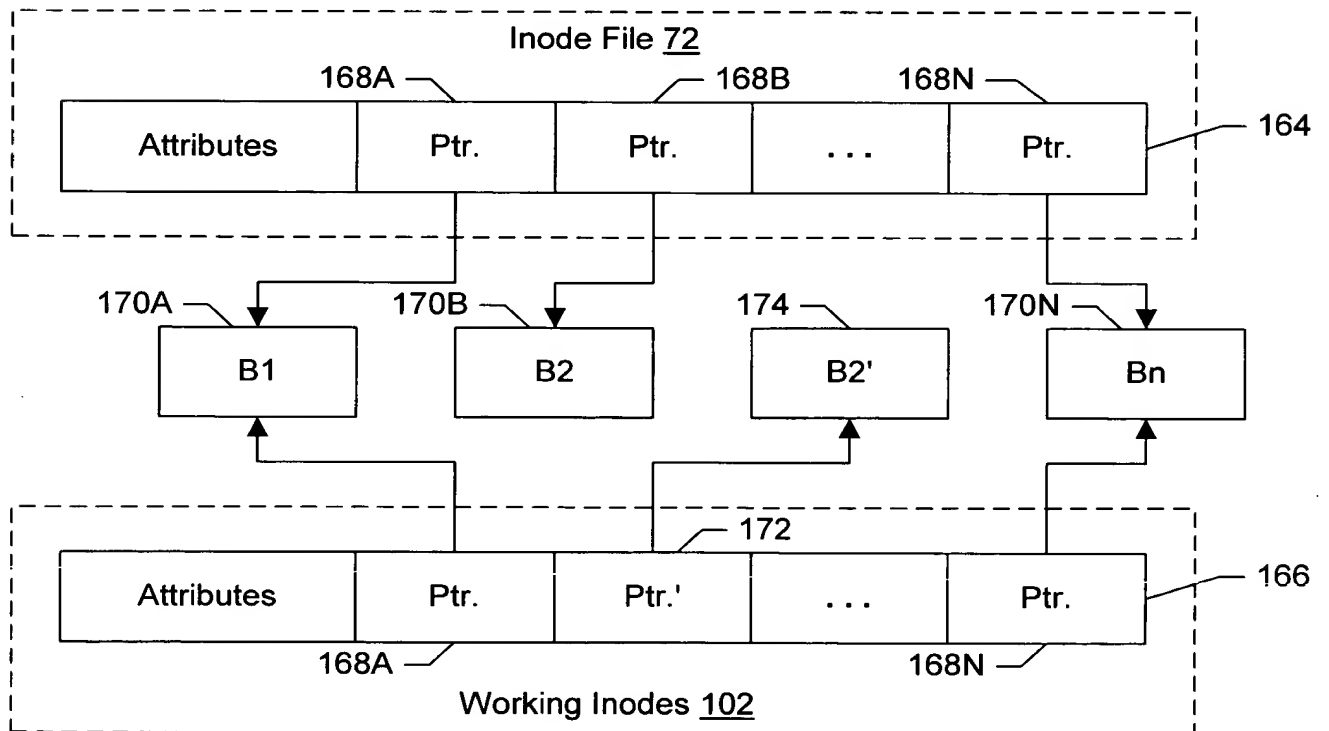 Inode File 72
168A
168B
168N
Attributes
Ptr.
Ptr.
. . .
Ptr.
164
170A
170B
174
170N
B1
B2
B2'
Bn
172
Attributes
Ptr.
Ptr.'
. . .
Ptr.
166
168A
168N
Working Inodes 102